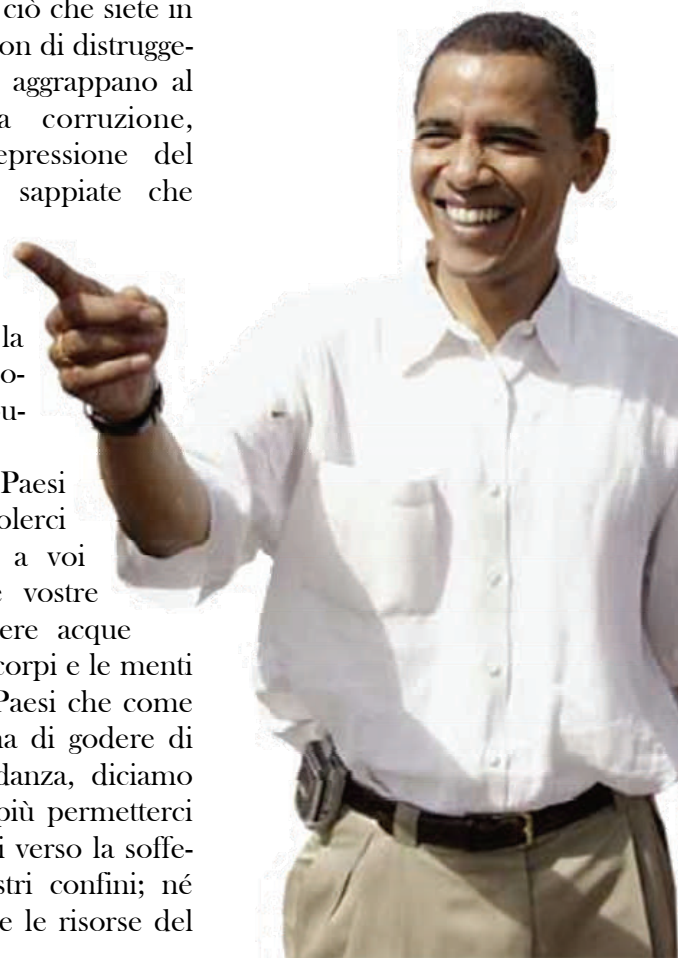 ciò che siete in
on di distrugge-
aggrappano al
a corruzione,
epressione del
sappiate che
la
o-
u-
Paesi
olerci
a voi
e vostre
ere acque
corpi e le menti
Paesi che come
na di godere di
danza, diciamo
più permetterci
i verso la soffe-
stri confini; né
e le risorse del